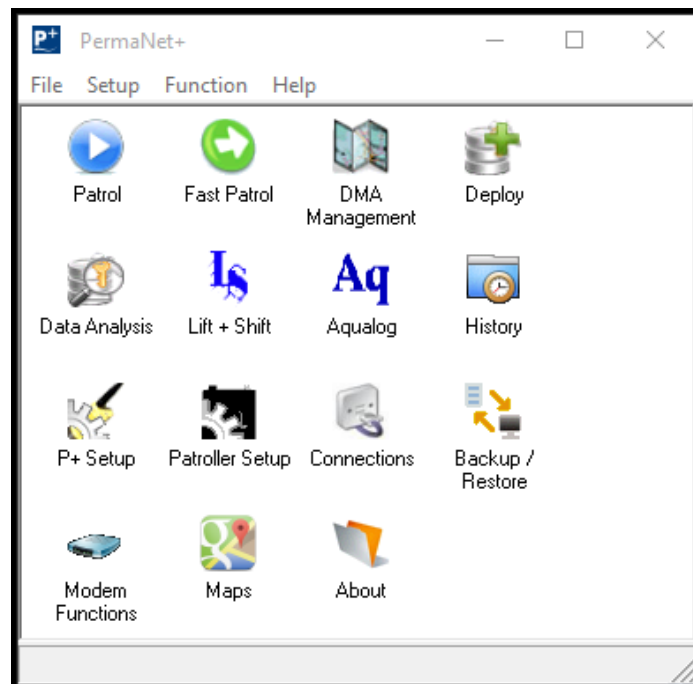 P+ PermaNet+
File Setup Function Help
Patrol Fast Patrol DMA Management Deploy
Data Analysis Lift + Shift Aqualog History
P+ Setup Patroller Setup Connections Backup / Restore
Modem Functions Maps About
LS Aq